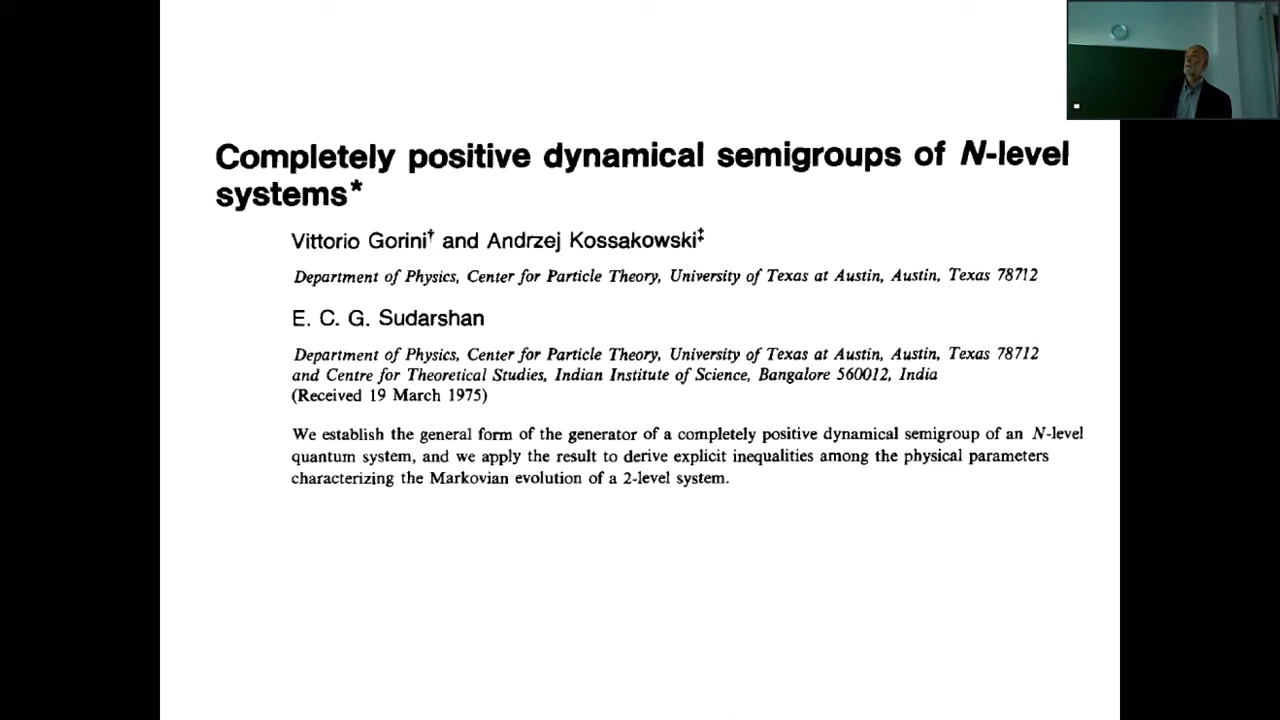 Completely positive dynamical semigroups of N-level
systems*
Vittorio Gorini† and Andrzej Kossakowski‡
Department of Physics, Center for Particle Theory, University of Texas at Austin, Austin, Texas 78712
E. C. G. Sudarshan
Department of Physics, Center for Particle Theory, University of Texas at Austin, Austin, Texas 78712
and Centre for Theoretical Studies, Indian Institute of Science, Bangalore 560012, India
(Received 19 March 1975)
We establish the general form of the generator of a completely positive dynamical semigroup of an N-level
quantum system, and we apply the result to derive explicit inequalities among the physical parameters
characterizing the Markovian evolution of a 2-level system.